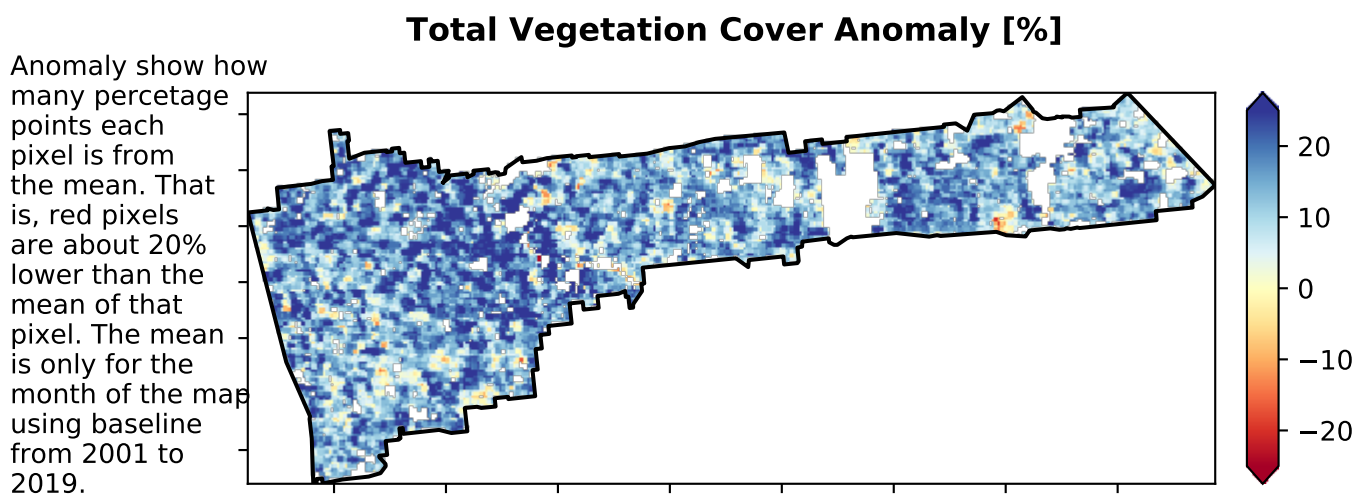 Total Vegetation Cover Anomaly [%]
Anomaly show how
many percetage
points each
pixel is from
the mean. That
is, red pixels
are about 20%
lower than the
mean of that
pixel. The mean
is only for the
month of the map
using baseline
from 2001 to
2019.
20
10
0
−10
−20